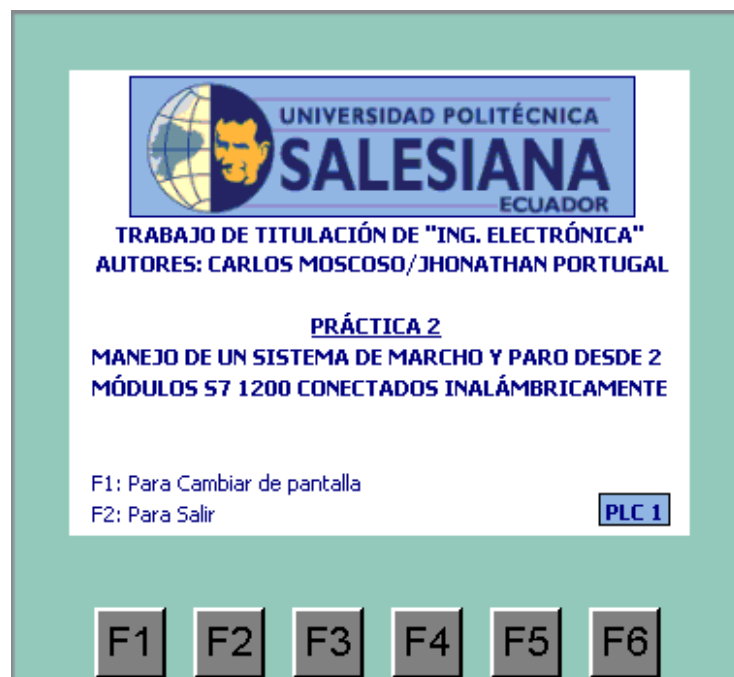 UNIVERSIDAD POLITÉCNICA
SALESIANA
ECUADOR
TRABAJO DE TITULACIÓN DE "ING. ELECTRÓNICA"
AUTORES: CARLOS MOSCOSO/JHONATHAN PORTUGAL
PRÁCTICA 2
MANEJO DE UN SISTEMA DE MARCHO Y PARO DESDE 2
MÓDULOS S7 1200 CONECTADOS INALÁMBRICAMENTE
F1: Para Cambiar de pantalla
F2: Para Salir
PLC 1
F1 F2 F3 F4 F5 F6